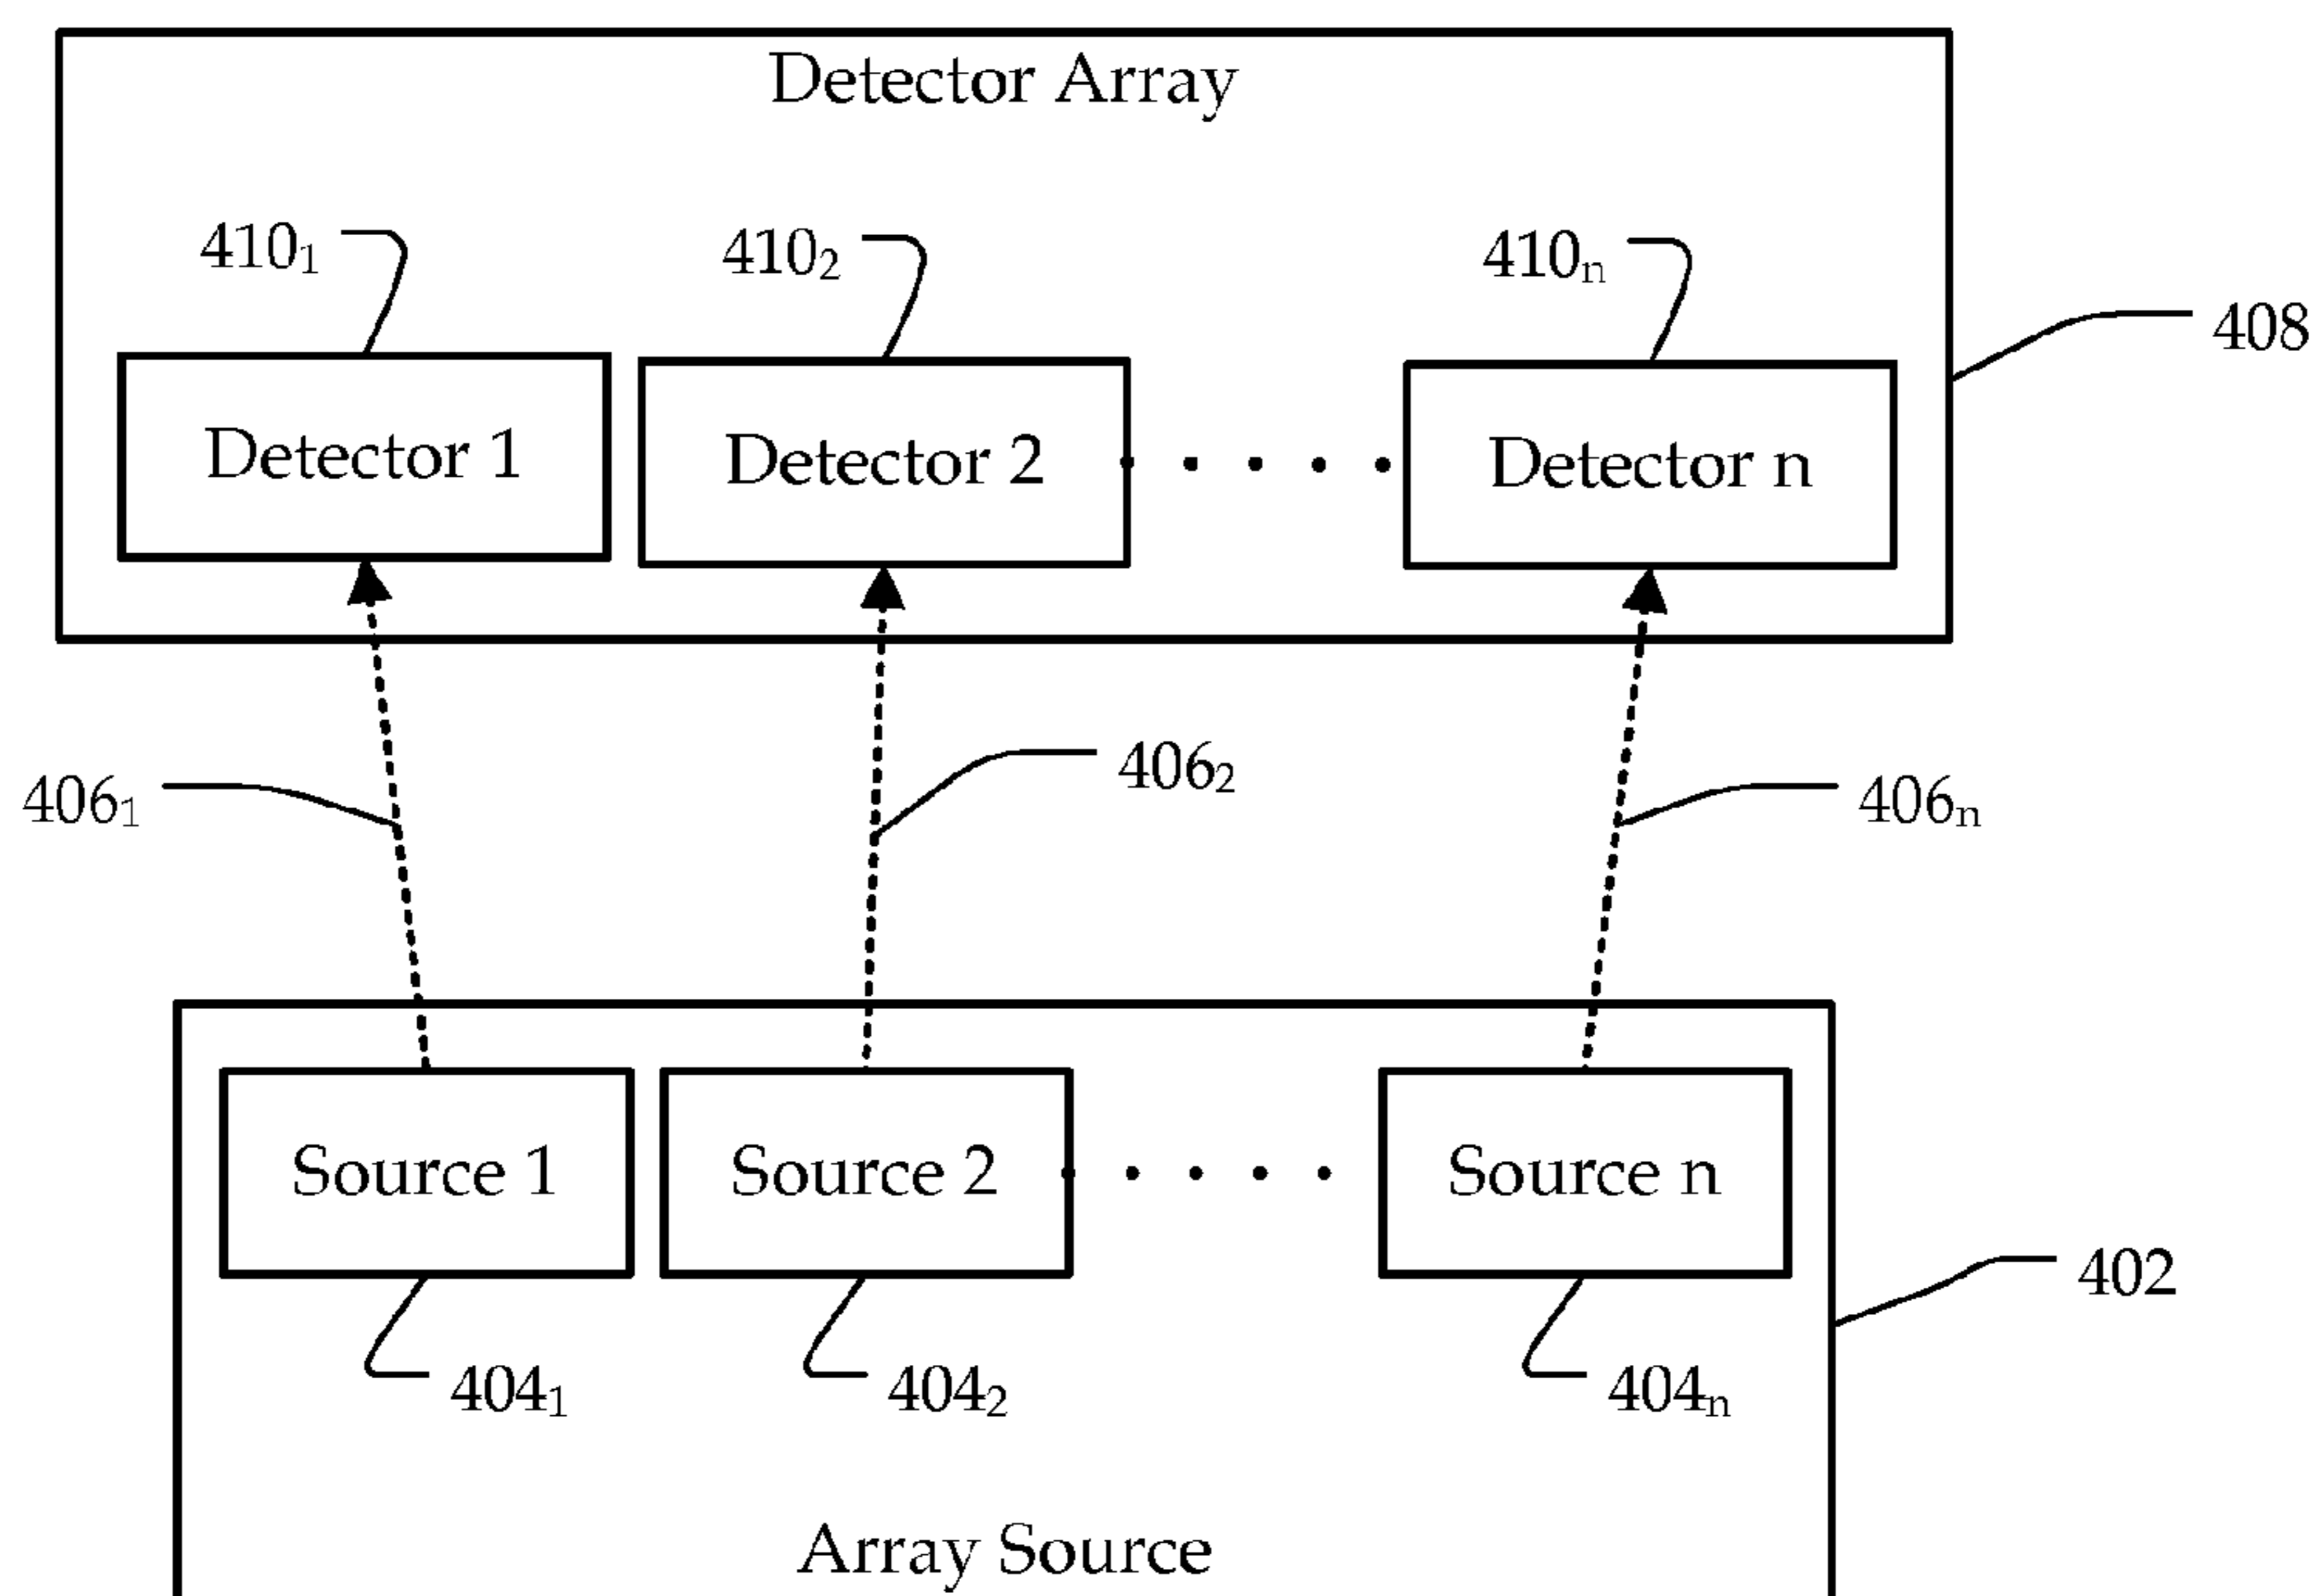 Detector Array
410₁
410₂
410ₙ
408
Detector 1
Detector 2
Detector n
406₁
406₂
406ₙ
Source 1
Source 2
Source n
402
404₁
404₂
404ₙ
Array Source